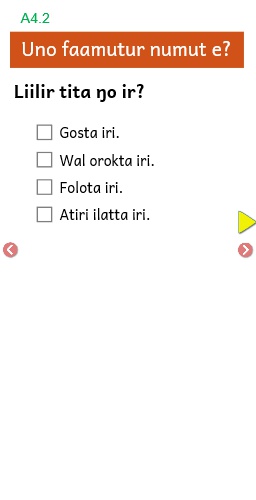 A4.2
Uno faamutur numut e?
Liilir tita ŋo ir?
Gosta iri.
Wal orokta iri.
Folota iri.
Atiri ilatta iri.